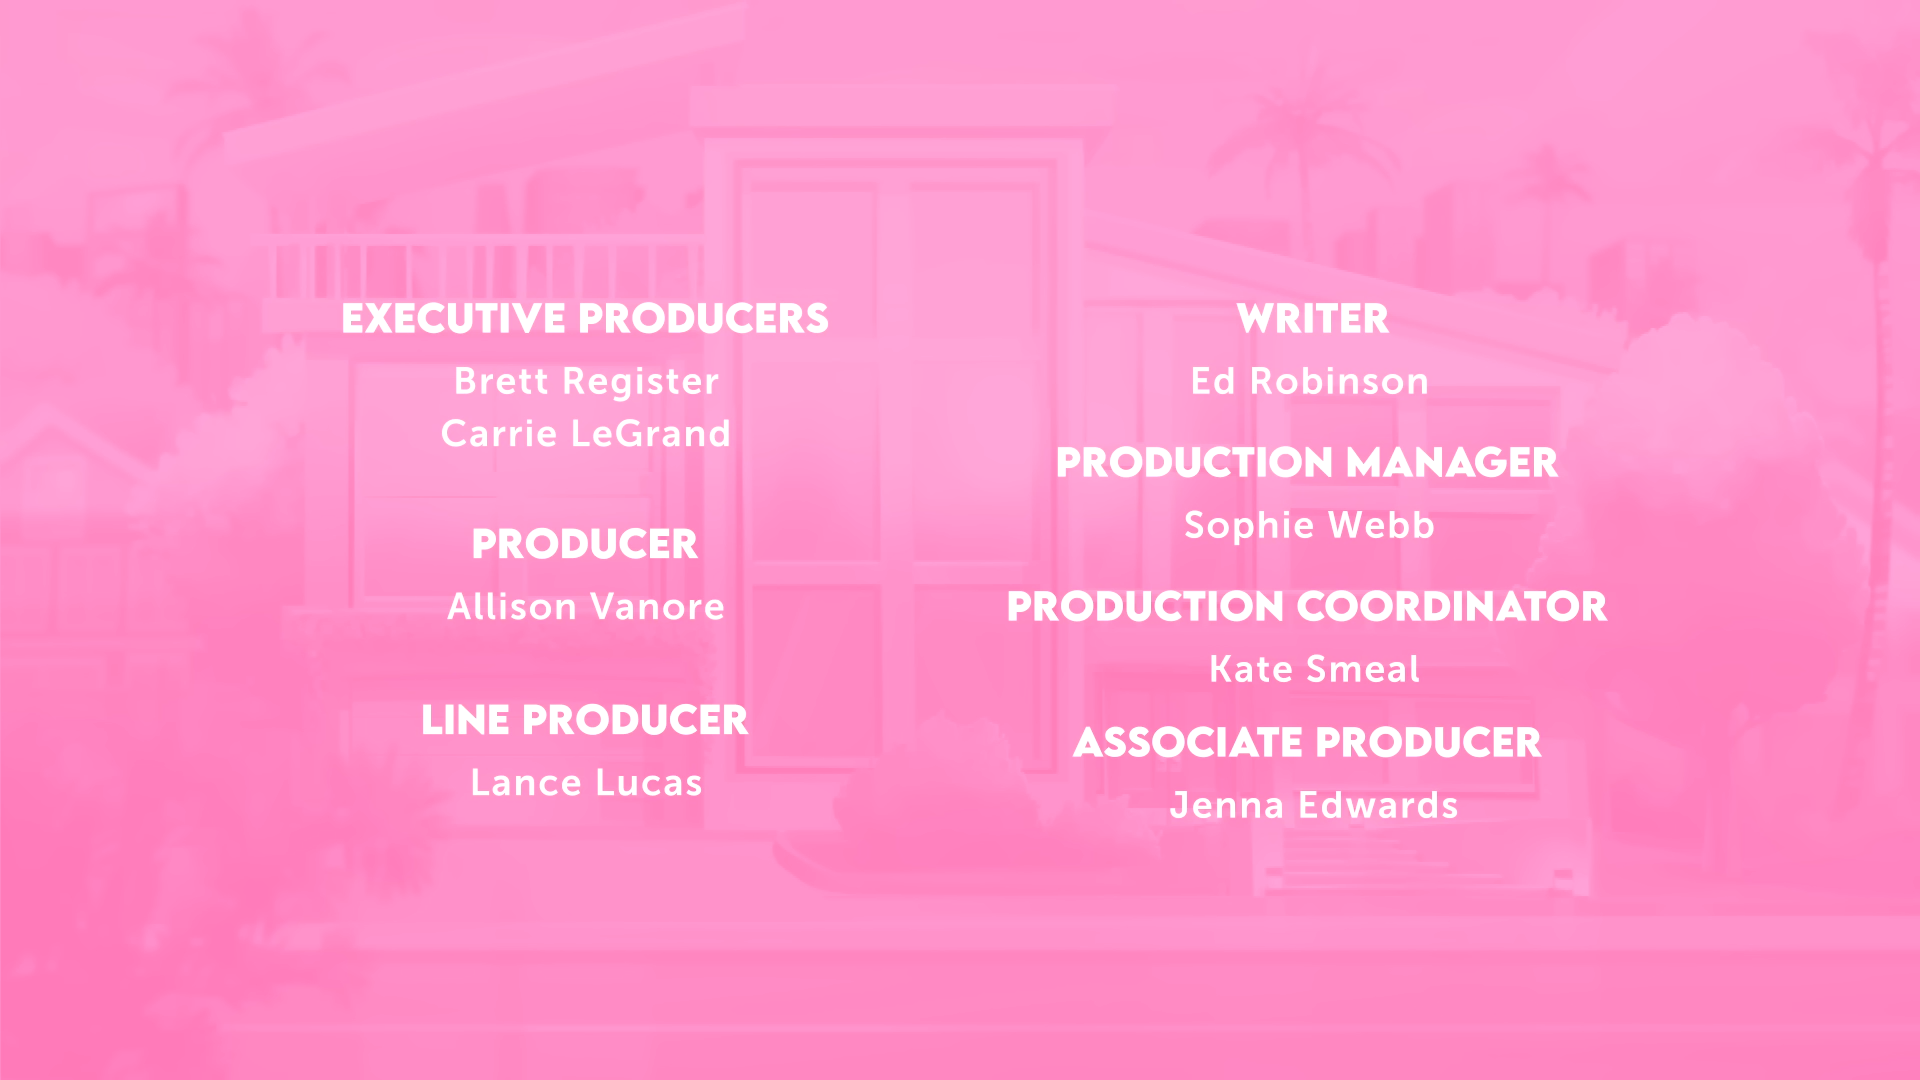 EXECUTIVE PRODUCERS
Brett Register
Carrie LeGrand
PRODUCER
Allison Vanore
LINE PRODUCER
Lance Lucas
WRITER
Ed Robinson
PRODUCTION MANAGER
Sophie Webb
PRODUCTION COORDINATOR
Kate Smeal
ASSOCIATE PRODUCER
Jenna Edwards